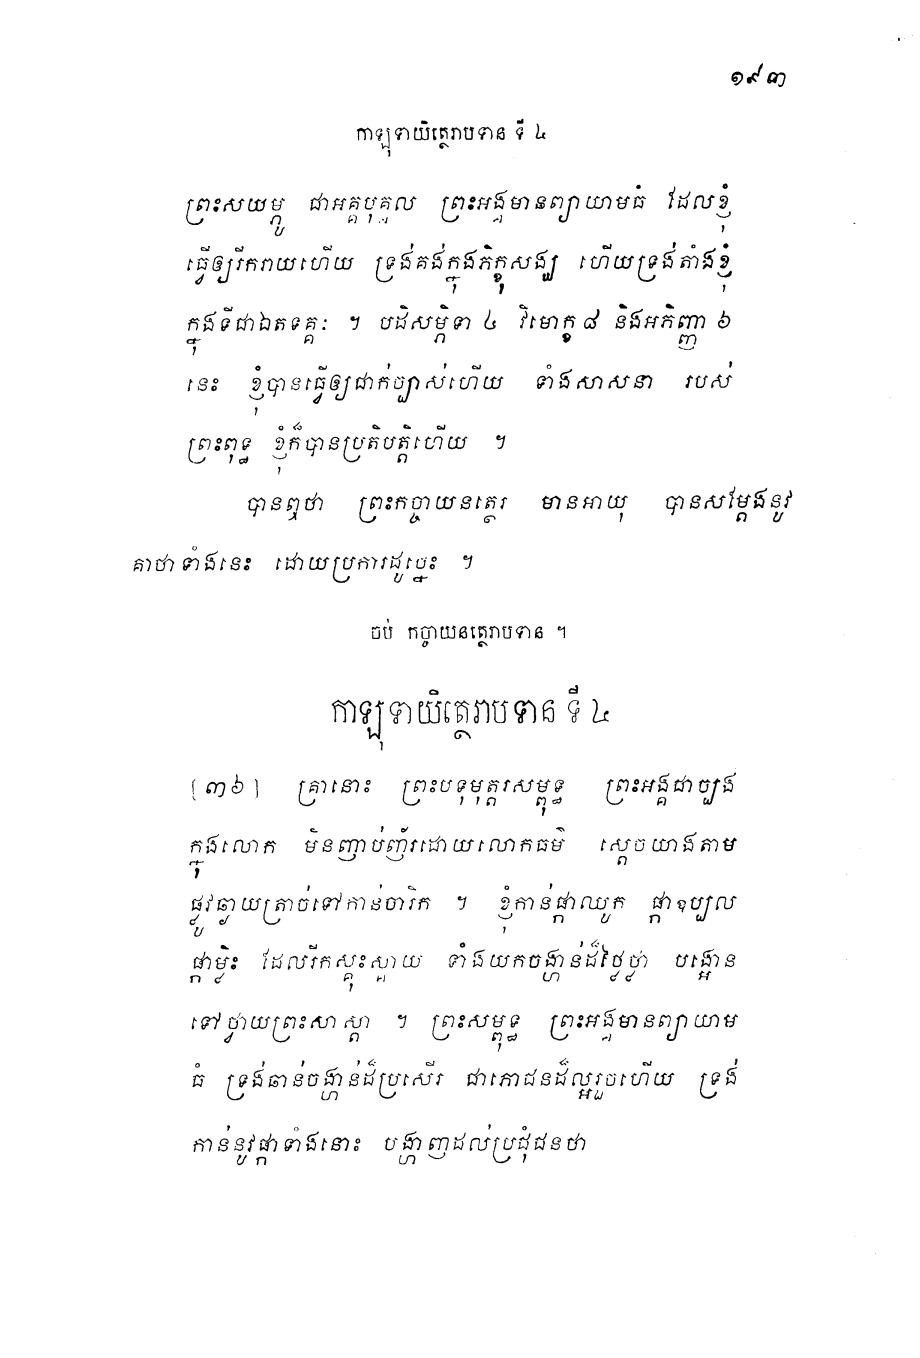 ១៩៣
កាឡុទាយិត្ថេរាបទាន ទី ៤
ព្រះសយម្ភូ ជាអគ្គបុគ្គល ព្រះអង្គមានព្យាយាមធំ ដែលខ្ញុំ
ធ្វើឲ្យរីករាយហើយ ទ្រង់គង់ក្នុងភិក្ខុសង្ឃ ហើយទ្រង់តាំងខ្ញុំ
ក្នុងទីជាឯតទគ្គៈ ។ បដិសម្ភិទា ៤ វិមោក្ខ ៨ និងអភិញ្ញា ៦
នេះ ខ្ញុំបានធ្វើឲ្យជាក់ច្បាស់ហើយ ទាំងសាសនា របស់
ព្រះពុទ្ធ ខ្ញុំក៏បានប្រតិបត្តិហើយ ។
បានឮថា ព្រះកច្ចាយនត្ថេរ មានអាយុ បានសម្តែងនូវ
គាថាទាំងនេះ ដោយប្រការដូច្នេះ ។
ចប់ កច្ចាយនត្ថេរាបទាន ។
កាឡុទាយិត្ថេរាបទាន ទី ៤
[៣៦] គ្រានោះ ព្រះបទុមុត្តរសម្ពុទ្ធ ព្រះអង្គជាច្បង
ក្នុងលោក មិនញាប់ញ័រដោយលោកធម៌ ស្តេចយាងតាម
ផ្លូវឆ្ងាយត្រាច់ទៅកាន់ចារិក ។ ខ្ញុំកាន់ផ្កាឈូក ផ្កាឧប្បល
ផ្កាម្លិះ ដែលរីកស្គុះស្គាយ ទាំងយកចង្ហាន់ដ៏ថ្លៃថ្លា បង្អោន
ទៅថ្វាយព្រះសាស្តា ។ ព្រះសម្ពុទ្ធ ព្រះអង្គមានព្យាយាម
ធំ ទ្រង់ឆាន់ចង្ហាន់ដ៏ប្រសើរ ជាភោជនដ៏ល្អរួចហើយ ទ្រង់
កាន់នូវផ្កាទាំងនោះ បង្ហាញដល់ប្រជុំជនថា